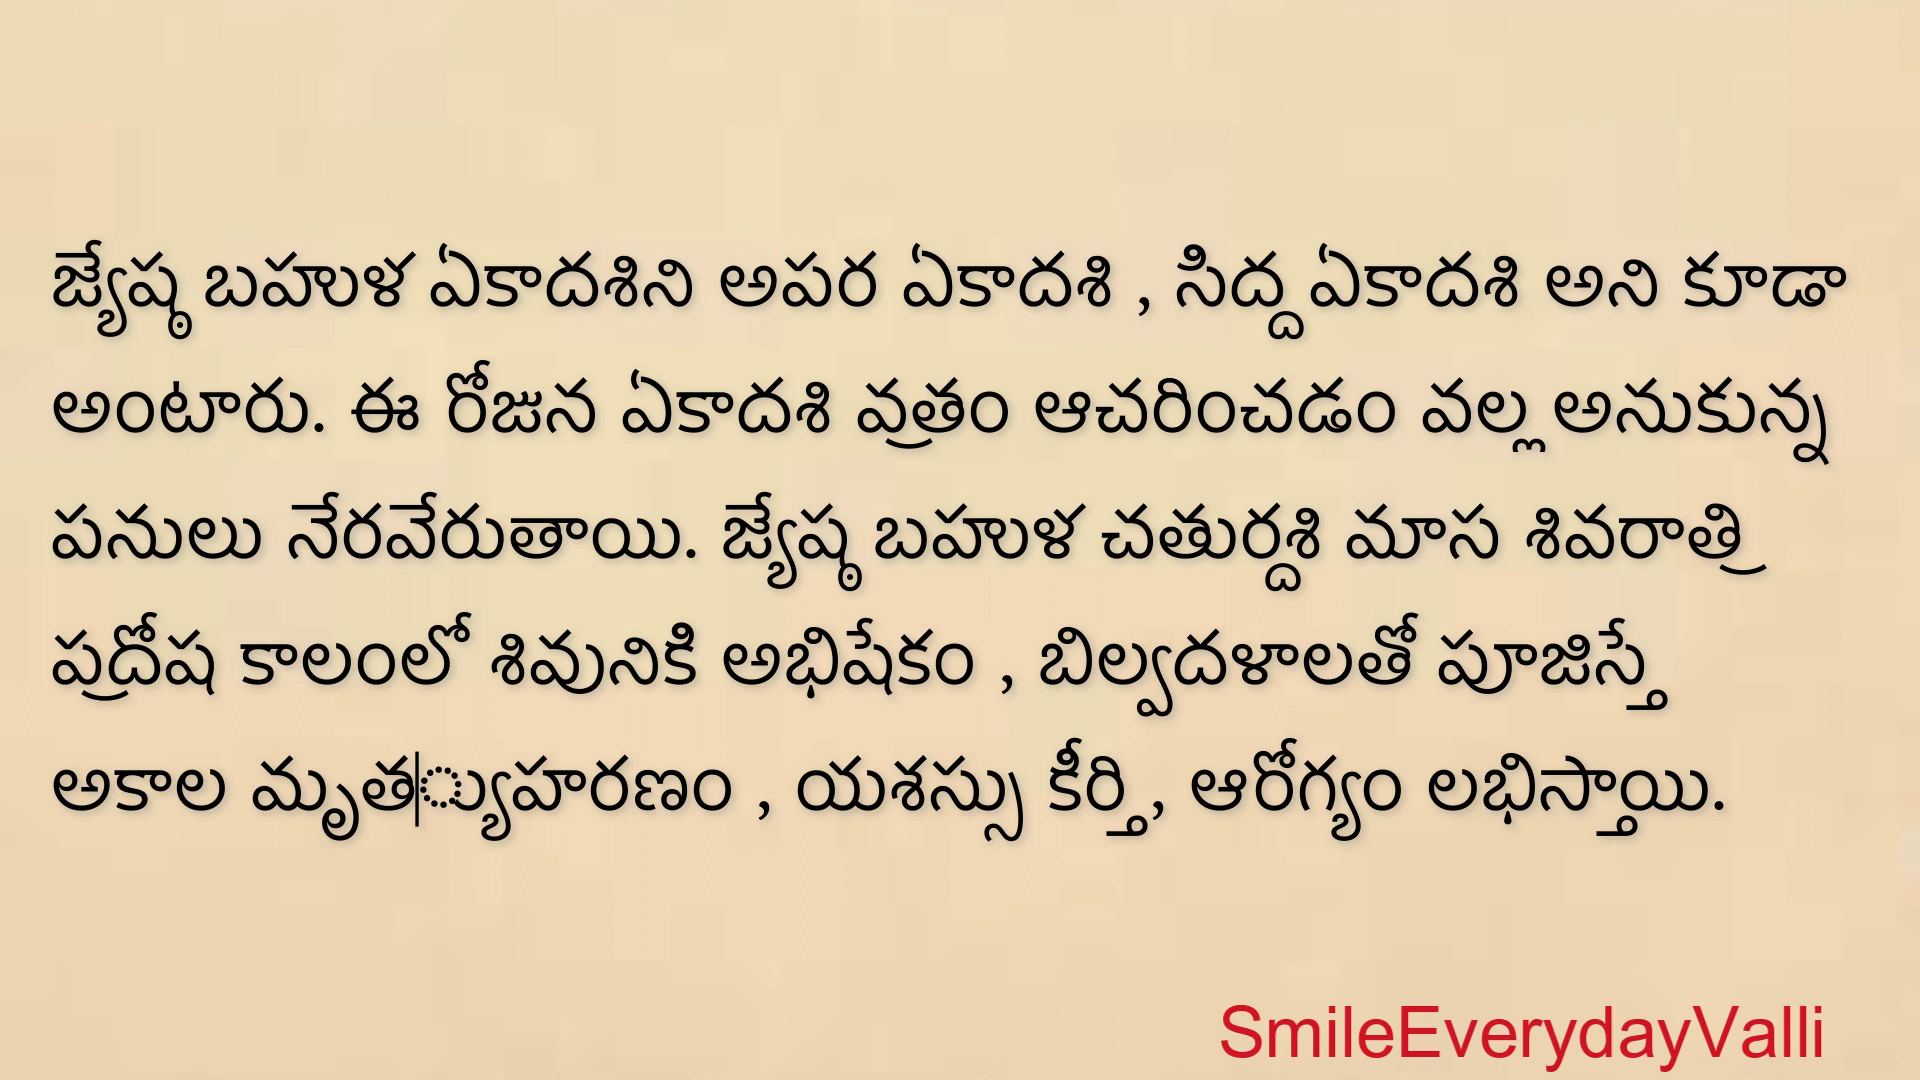 జ్యేష్ఠ బహుళ ఏకాదశిని అపర ఏకాదశి , సిద్ద ఏకాదశి అని కూడా
అంటారు. ఈ రోజున ఏకాదశి వ్రతం ఆచరించడం వల్ల అనుకున్న
పనులు నేరవేరుతాయి. జ్యేష్ఠ బహుళ చతుర్దశి మాస శివరాత్రి
ప్రదోష కాలంలో శివునికి అభిషేకం , బిల్వదళాలతో పూజిస్తే
అకాల మృత|్యుహరణం , యశస్సు కీర్తి, ఆరోగ్యం లభిస్తాయి.
SmileEverydayValli